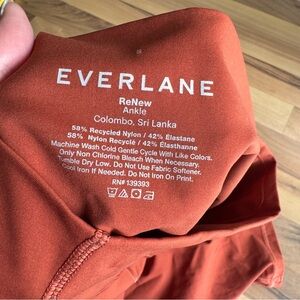 EVERLANE
ReNew
Ankle
Colombo, Sri Lanka
58% Recycled Nylon / 42% Elastane
58% Nylon Recycle / 42% Elasthanne
Machine Wash Cold Gentle Cycle With Like Colors.
Only Non Chlorine Bleach When Necessary.
Tumble Dry Low. Do Not Use Fabric Softener.
Cool Iron If Needed. Do Not Iron On Print.
RN# 139393